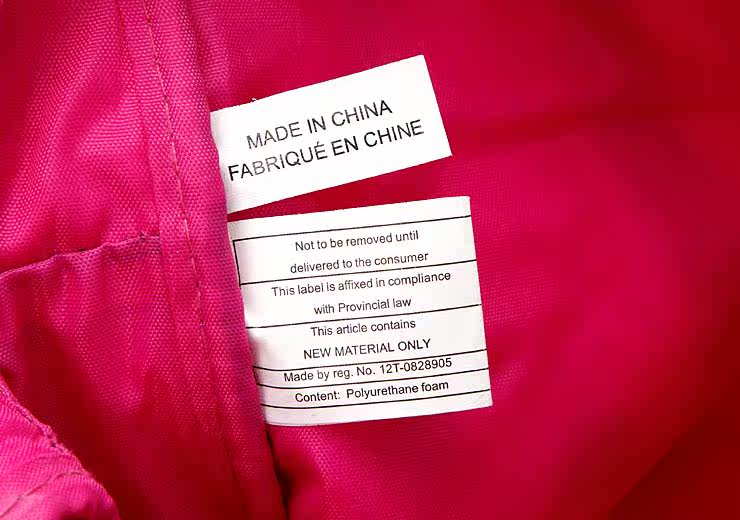 MADE IN CHINA
FABRIQUÉ EN CHINE
Not to be removed until
delivered to the consumer
This label is affixed in compliance
with Provincial law
This article contains
NEW MATERIAL ONLY
Made by reg. No. 12T-0828905
Content: Polyurethane foam